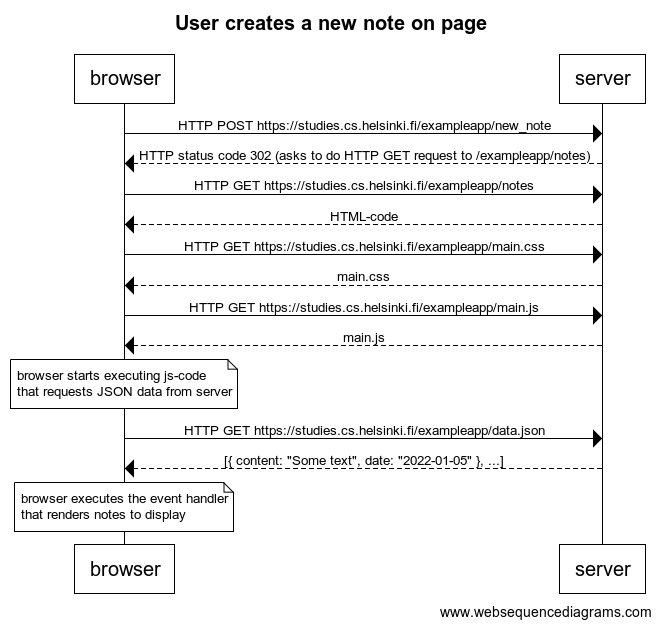 User creates a new note on page
browser
server
HTTP POST https://studies.cs.helsinki.fi/exampleapp/new_note
HTTP status code 302 (asks to do HTTP GET request to /exampleapp/notes)
HTTP GET https://studies.cs.helsinki.fi/exampleapp/notes
HTML-code
HTTP GET https://studies.cs.helsinki.fi/exampleapp/main.css
main.css
HTTP GET https://studies.cs.helsinki.fi/exampleapp/main.js
main.js
browser starts executing js-code
that requests JSON data from server
HTTP GET https://studies.cs.helsinki.fi/exampleapp/data.json
[{ content: "Some text", date: "2022-01-05" }, ...]
browser executes the event handler
that renders notes to display
browser
server
www.websequencediagrams.com